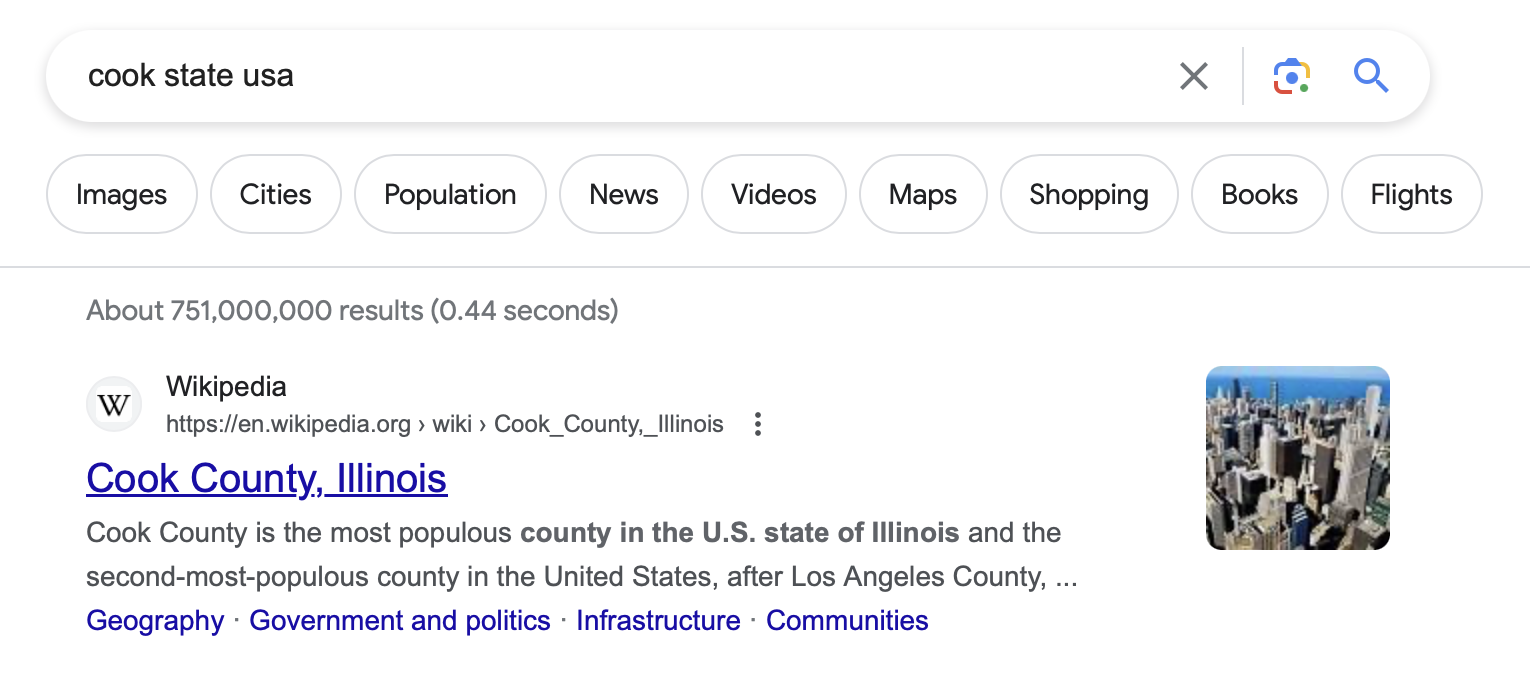 cook state usa
Images Cities Population News Videos Maps Shopping Books Flights
About 751,000,000 results (0.44 seconds)
W
Wikipedia
https://en.wikipedia.org › wiki › Cook_County,_Illinois
Cook County, Illinois
Cook County is the most populous county in the U.S. state of Illinois and the
second-most-populous county in the United States, after Los Angeles County, ...
Geography · Government and politics · Infrastructure · Communities